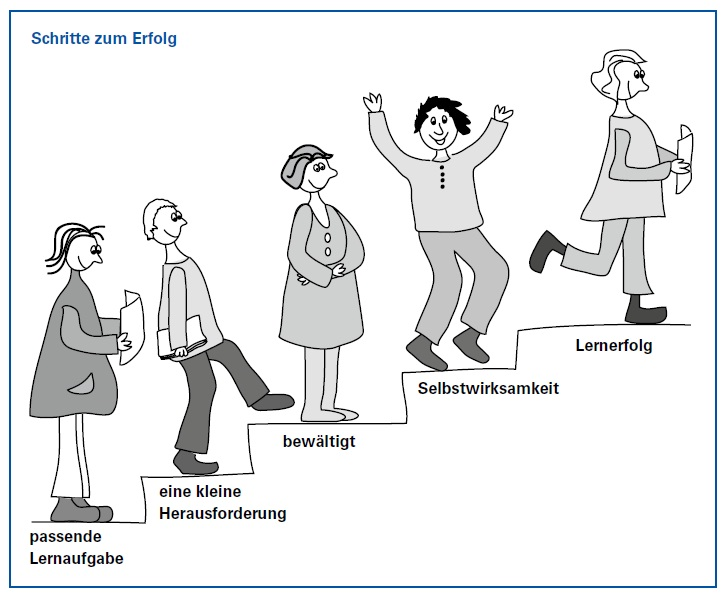 Schritte zum Erfolg
passende
Lernaufgabe
eine kleine
Herausforderung
bewältigt
Selbstwirksamkeit
Lernerfolg